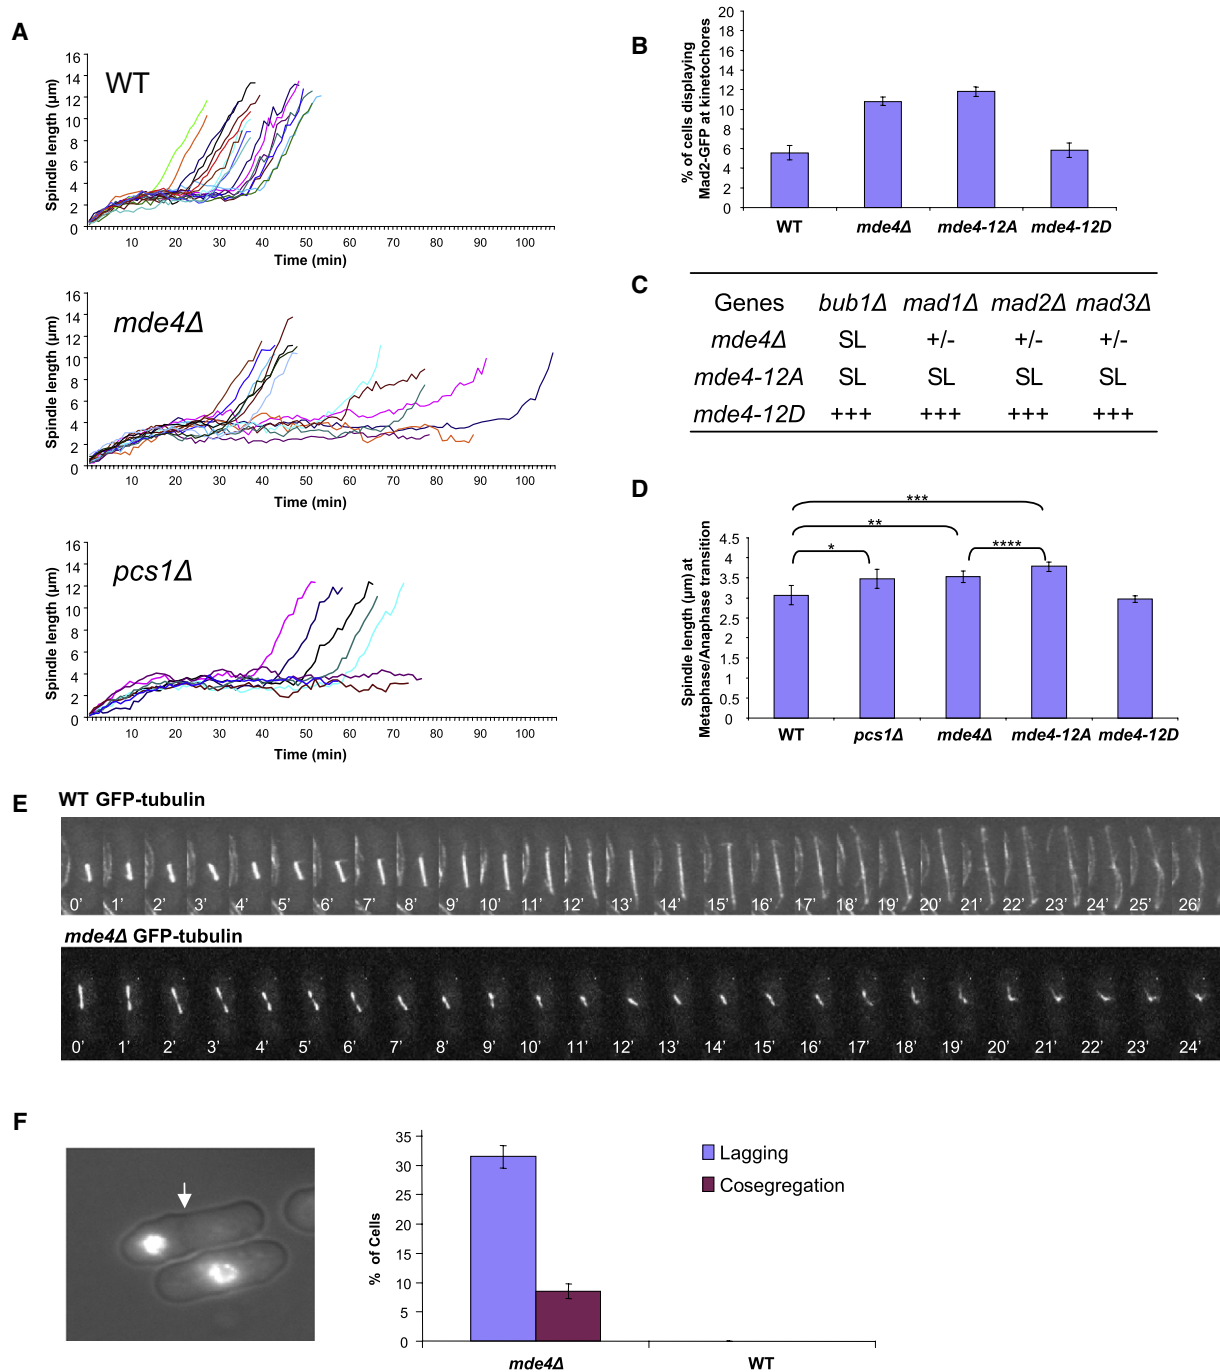 A
WT
Spindle length (µm)
16
14
12
10
8
6
4
2
0
10 20 30 40 50 60 70 80 90 100
Time (min)
mde4Δ
Spindle length (µm)
16
14
12
10
8
6
4
2
0
10 20 30 40 50 60 70 80 90 100
Time (min)
pcs1Δ
Spindle length (µm)
16
14
12
10
8
6
4
2
0
10 20 30 40 50 60 70 80 90 100
Time (min)
B
% of cells displaying
Mad2-GFP at kinetochores
20
18
16
14
12
10
8
6
4
2
0
WT mde4Δ mde4-12A mde4-12D
C
Genes bub1Δ mad1Δ mad2Δ mad3Δ
mde4Δ SL +/- +/- +/-
mde4-12A SL SL SL SL
mde4-12D +++ +++ +++ +++
D
Spindle length (µm) at
Metaphase/Anaphase transition
4.5
4
3.5
3
2.5
2
1.5
1
0.5
0
***
**
*
****
WT pcs1Δ mde4Δ mde4-12A mde4-12D
E
WT GFP-tubulin
0' 1' 2' 3' 4' 5' 6' 7' 8' 9' 10' 11' 12' 13' 14' 15' 16' 17' 18' 19' 20' 21' 22' 23' 24' 25' 26'
mde4Δ GFP-tubulin
0' 1' 2' 3' 4' 5' 6' 7' 8' 9' 10' 11' 12' 13' 14' 15' 16' 17' 18' 19' 20' 21' 22' 23' 24'
F
% of Cells
35
30
25
20
15
10
5
0
mde4Δ WT
Lagging
Cosegregation